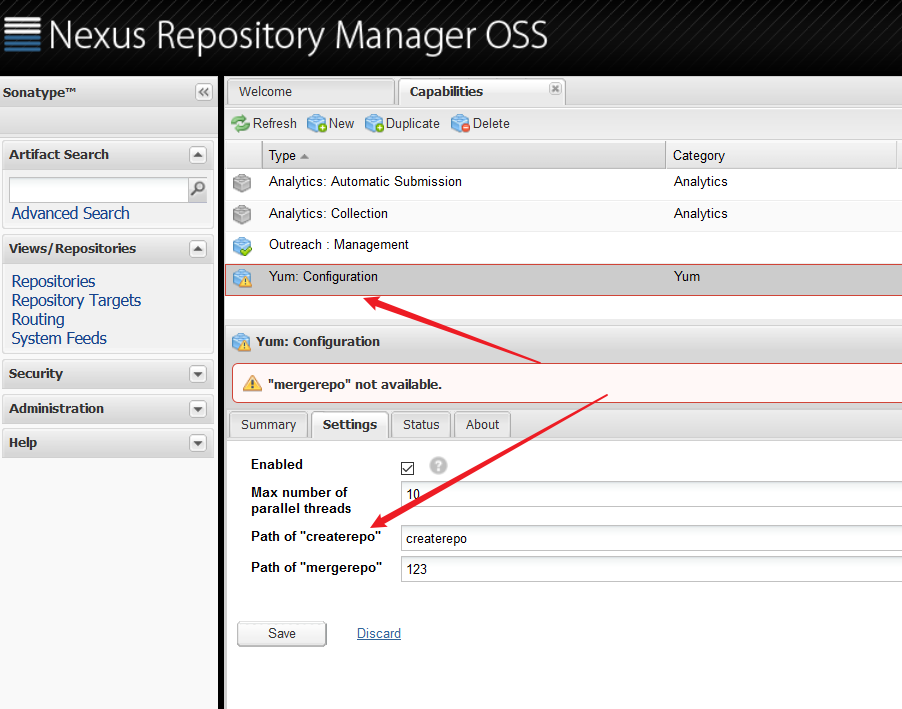 Nexus Repository Manager OSS
Sonatype™
Welcome
Capabilities
Refresh
New
Duplicate
Delete
Artifact Search
Advanced Search
Views/Repositories
Repositories
Repository Targets
Routing
System Feeds
Security
Administration
Help
Type
Category
Analytics: Automatic Submission
Analytics
Analytics: Collection
Analytics
Outreach : Management
Yum: Configuration
Yum
Yum: Configuration
"mergerepo" not available.
Summary
Settings
Status
About
Enabled
?
Max number of
parallel threads
10
Path of "createrepo"
createrepo
Path of "mergerepo"
123
Save
Discard